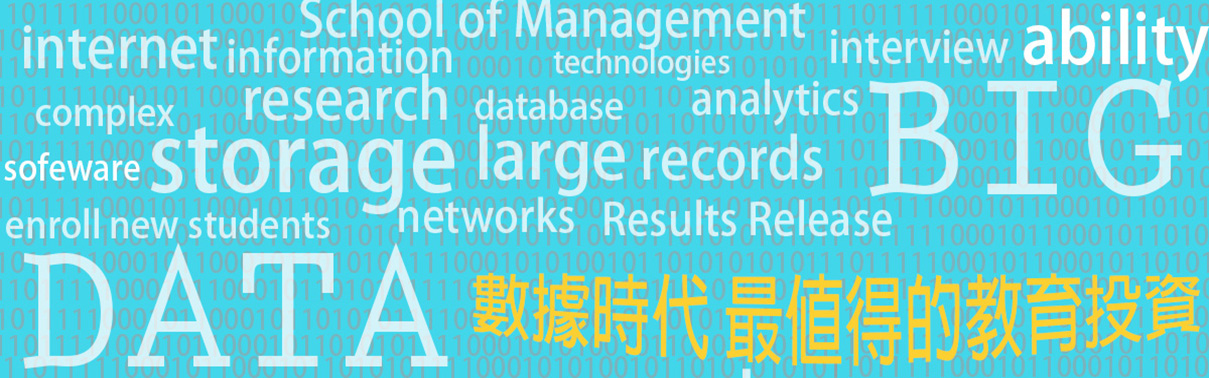 School of Management
internet information technologies interview ability
complex research database analytics BIG
sofeware storage large records
enroll new students networks Results Release
DATA 數據時代 最值得的教育投資